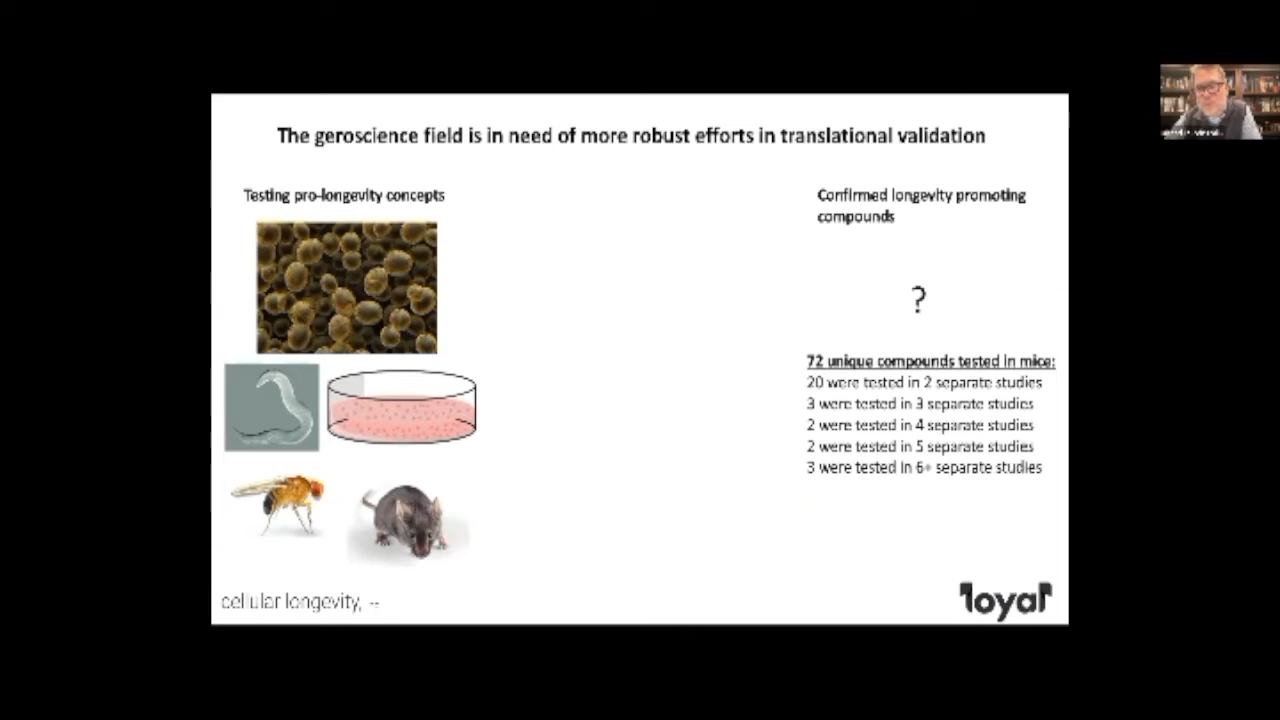 The geroscience field is in need of more robust efforts in translational validation
Testing pro-longevity concepts
Confirmed longevity promoting
compounds
?
72 unique compounds tested in mice:
20 were tested in 2 separate studies
3 were tested in 3 separate studies
2 were tested in 4 separate studies
2 were tested in 5 separate studies
3 were tested in 6+ separate studies
cellular longevity,
loyal